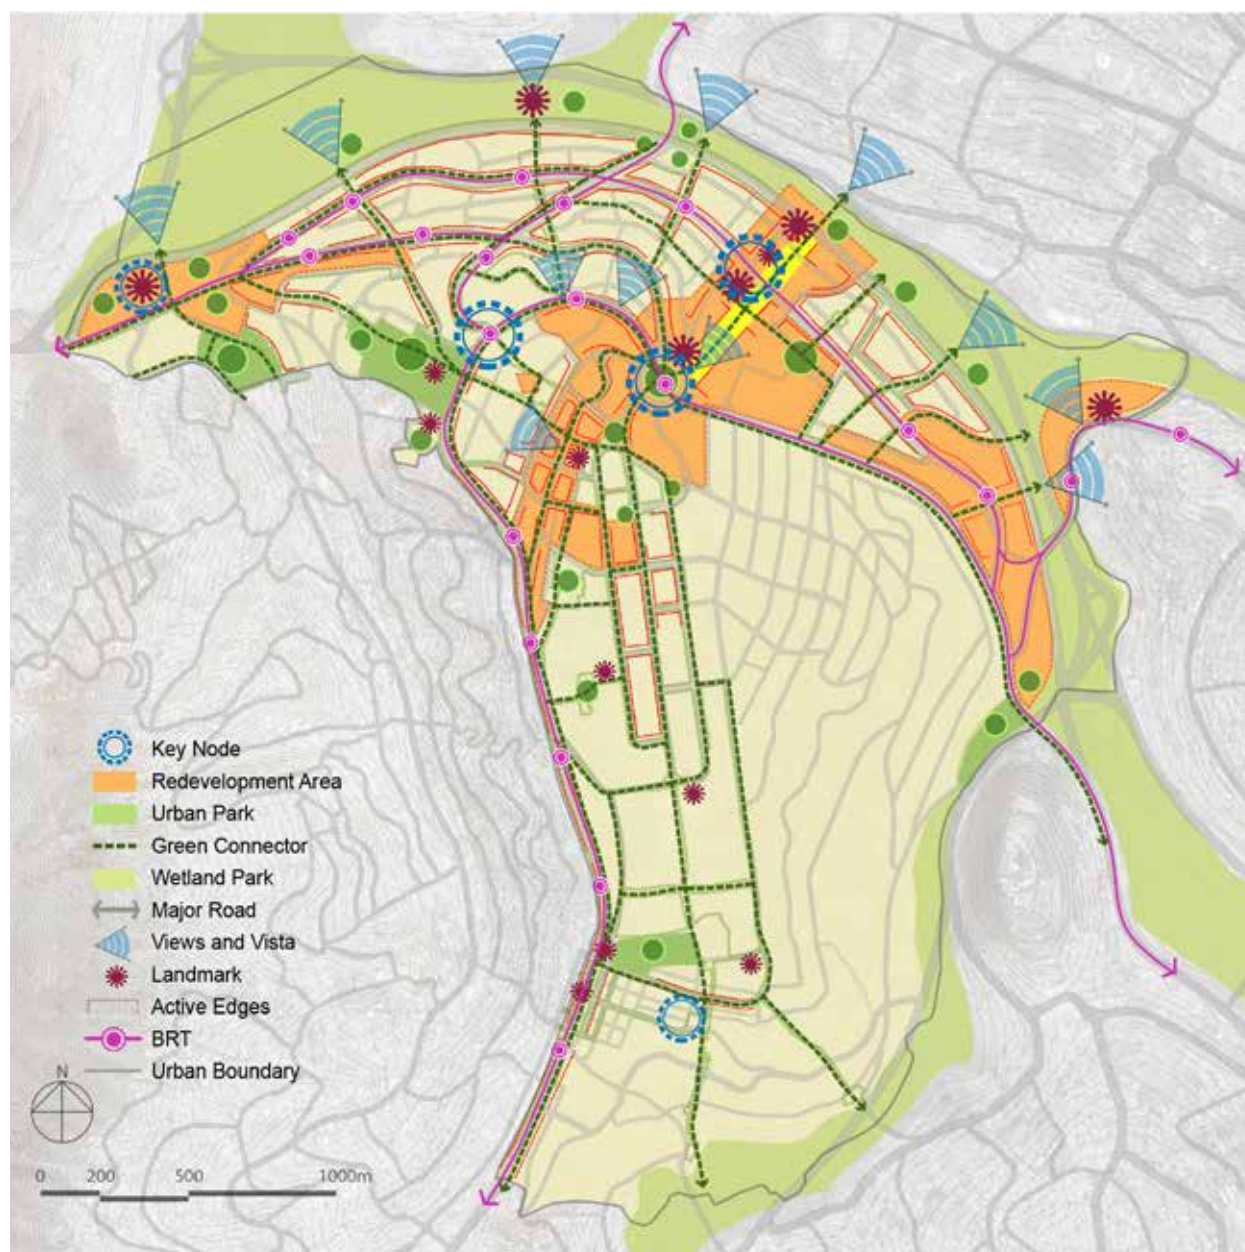 Key Node
Redevelopment Area
Urban Park
Green Connector
Wetland Park
Major Road
Views and Vista
Landmark
Active Edges
BRT
Urban Boundary
N
0 200 500 1000m